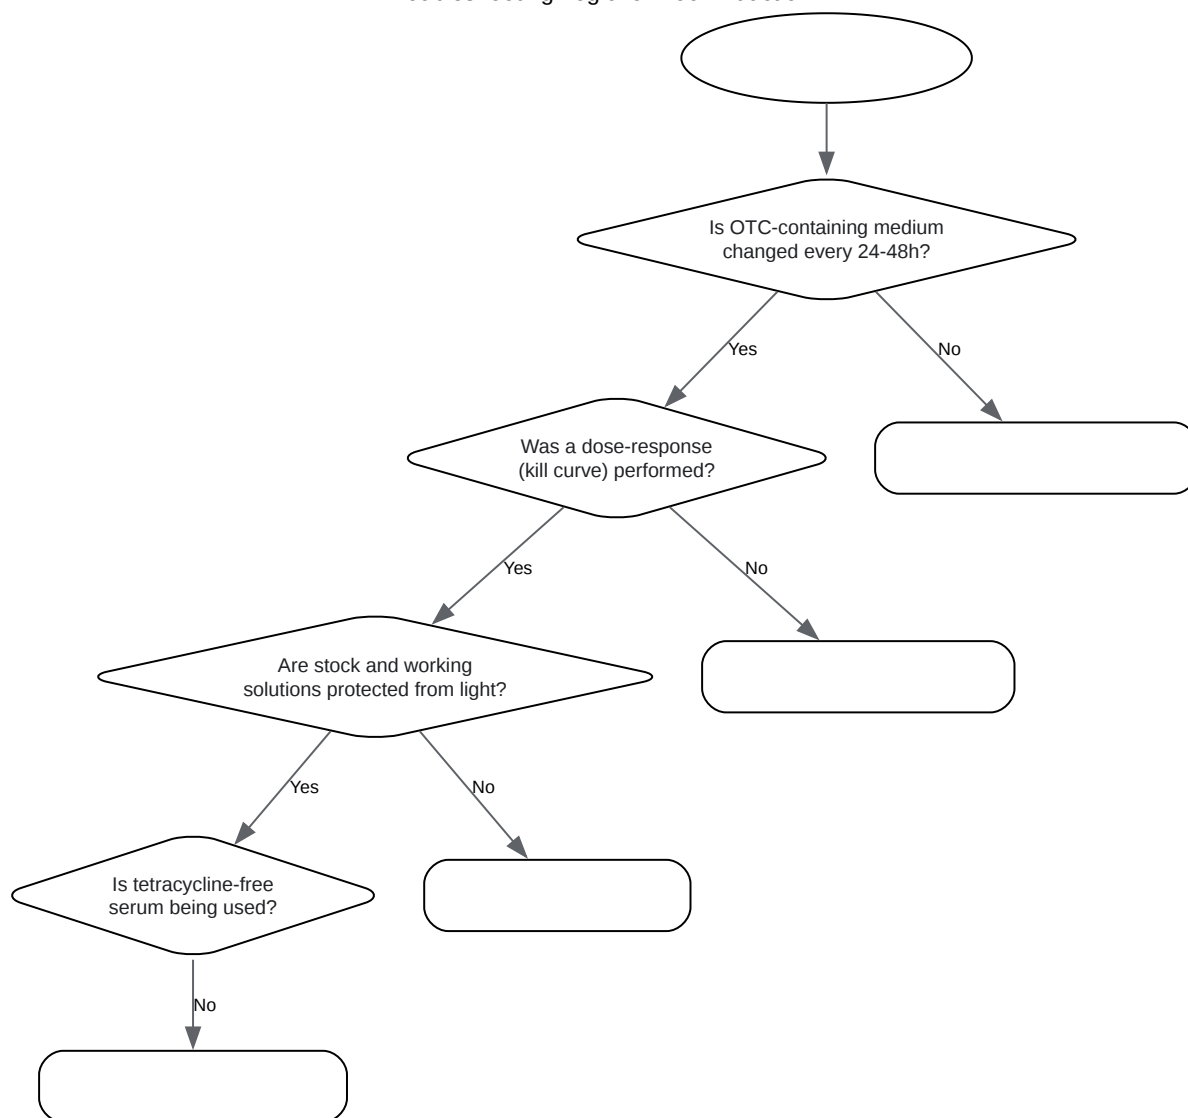 Is OTC-containing medium
changed every 24-48h?
Yes
No
Was a dose-response
(kill curve) performed?
Yes
No
Are stock and working
solutions protected from light?
Yes
No
Is tetracycline-free
serum being used?
No